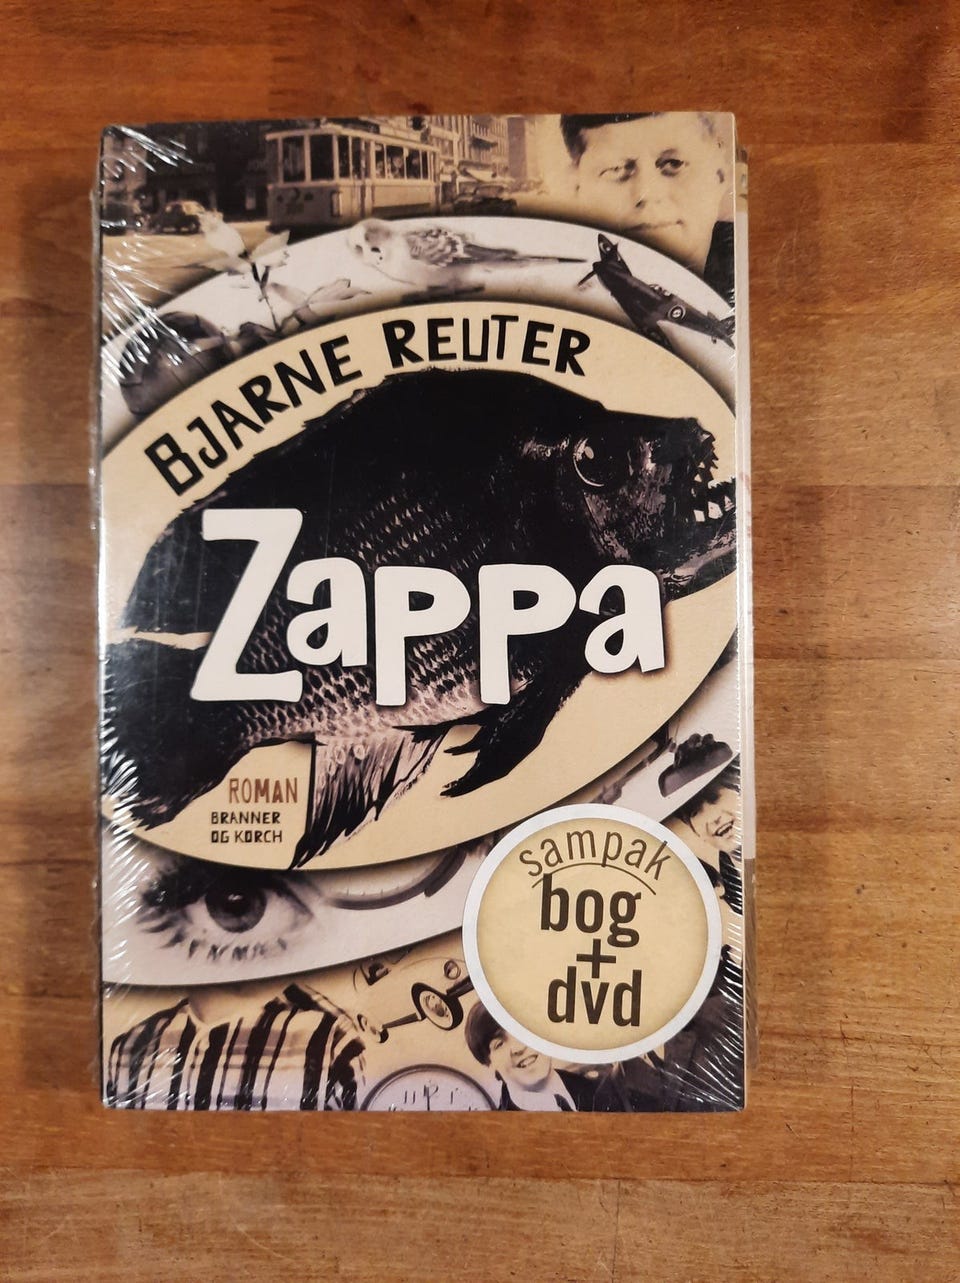 BJARNE REUTER
Zappa
ROMAN
BRANNER
OG KORCH
sampak
bog
+
dvd